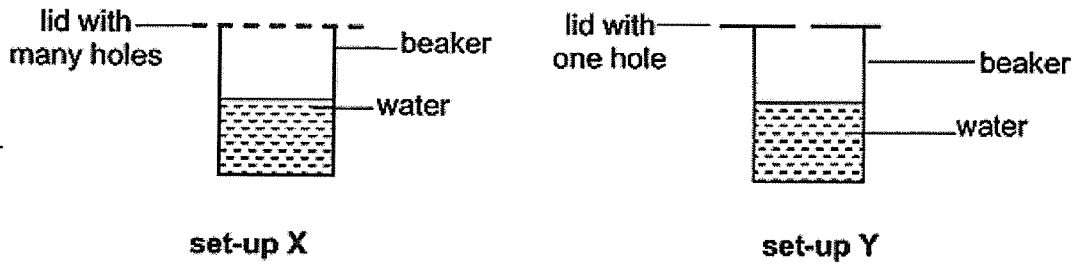 lid with
many holes
beaker
water
set-up X
lid with
one hole
beaker
water
set-up Y